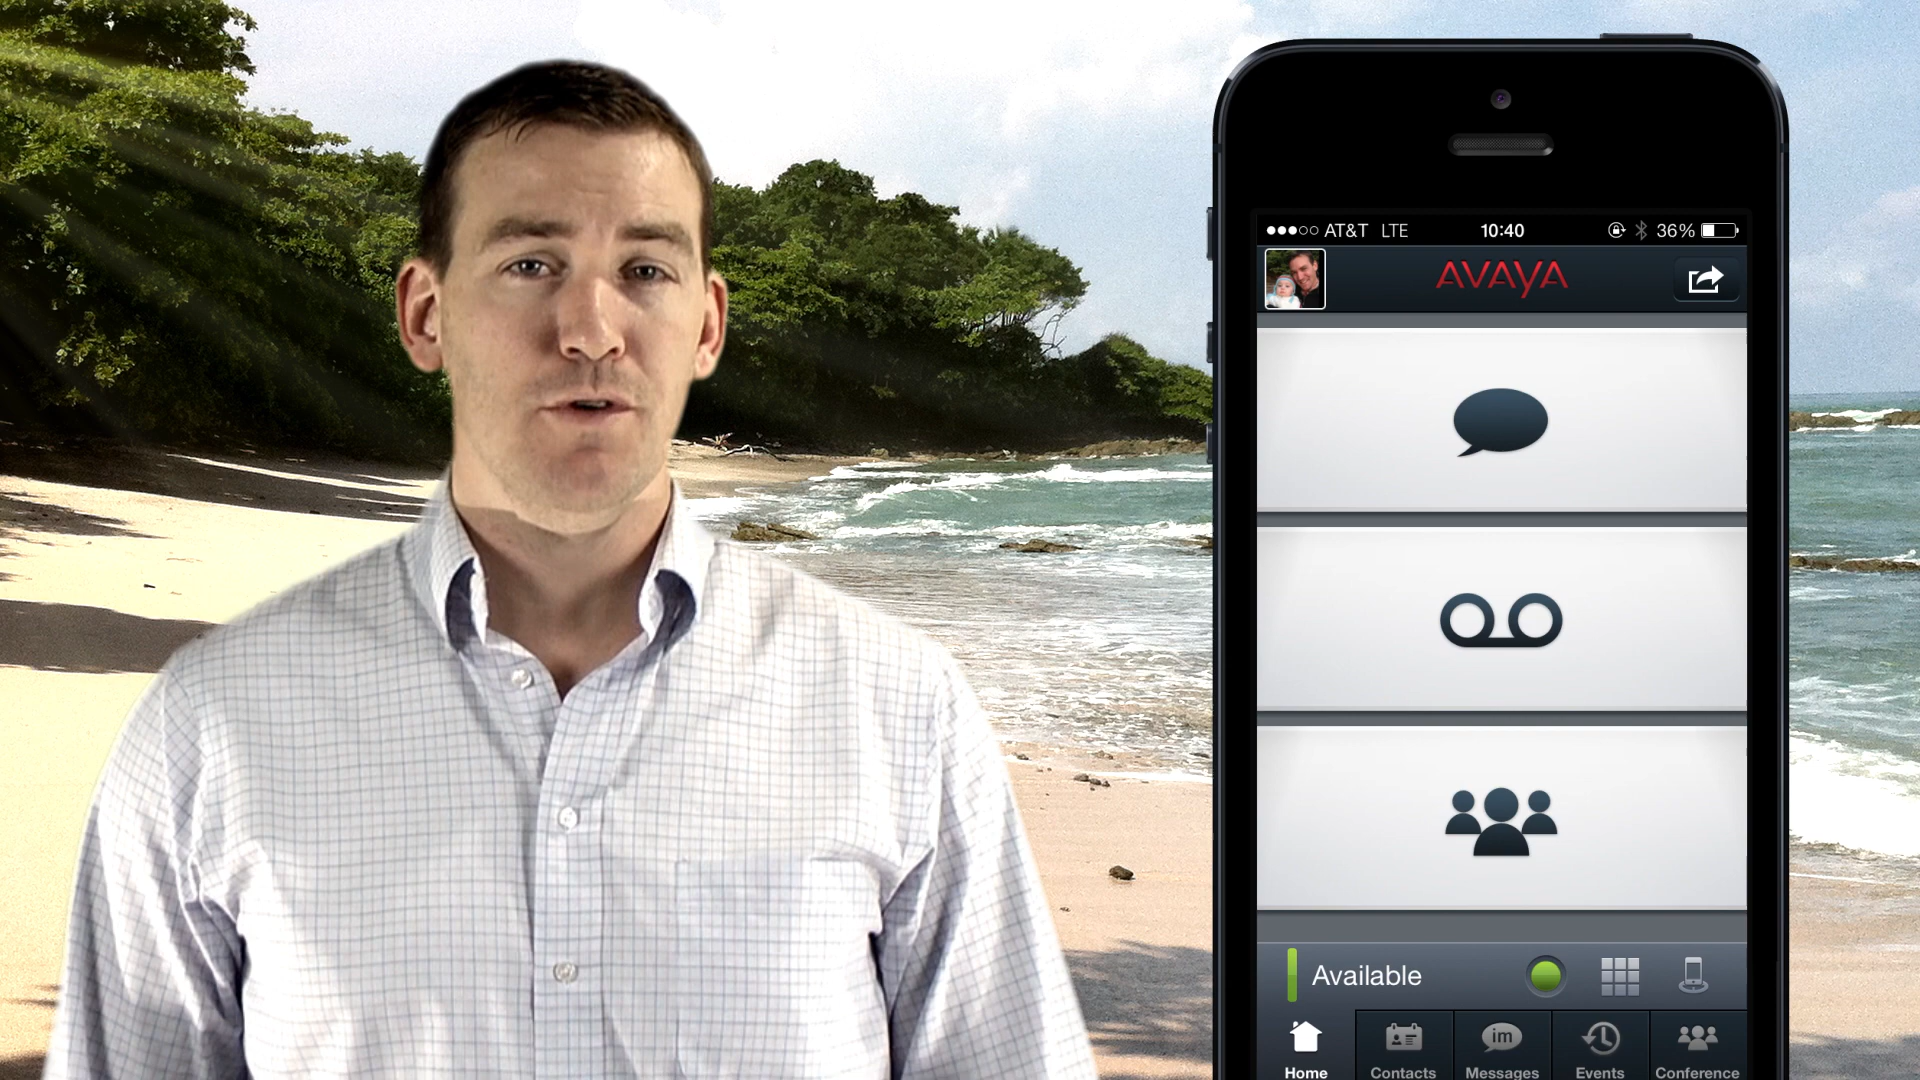 AT&T LTE 10:40 36%
AVAYA
Available
im
Home Contacts Messages Events Conference